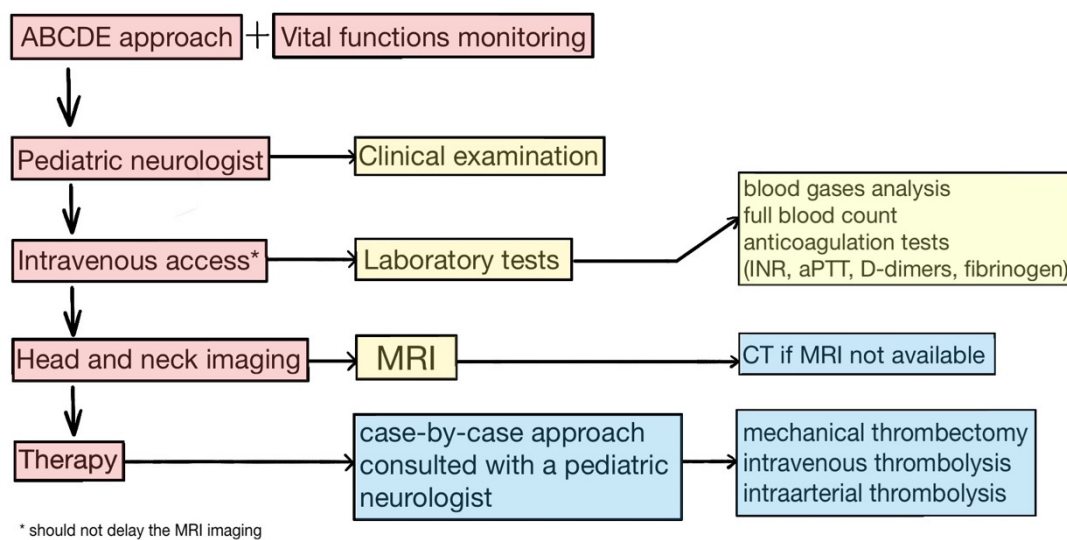 ABCDE approach + Vital functions monitoring
Pediatric neurologist
Clinical examination
Intravenous access*
Laboratory tests
blood gases analysis
full blood count
anticoagulation tests
(INR, aPTT, D-dimers, fibrinogen)
Head and neck imaging
MRI
CT if MRI not available
Therapy
case-by-case approach
consulted with a pediatric
neurologist
mechanical thrombectomy
intravenous thrombolysis
intraarterial thrombolysis
* should not delay the MRI imaging